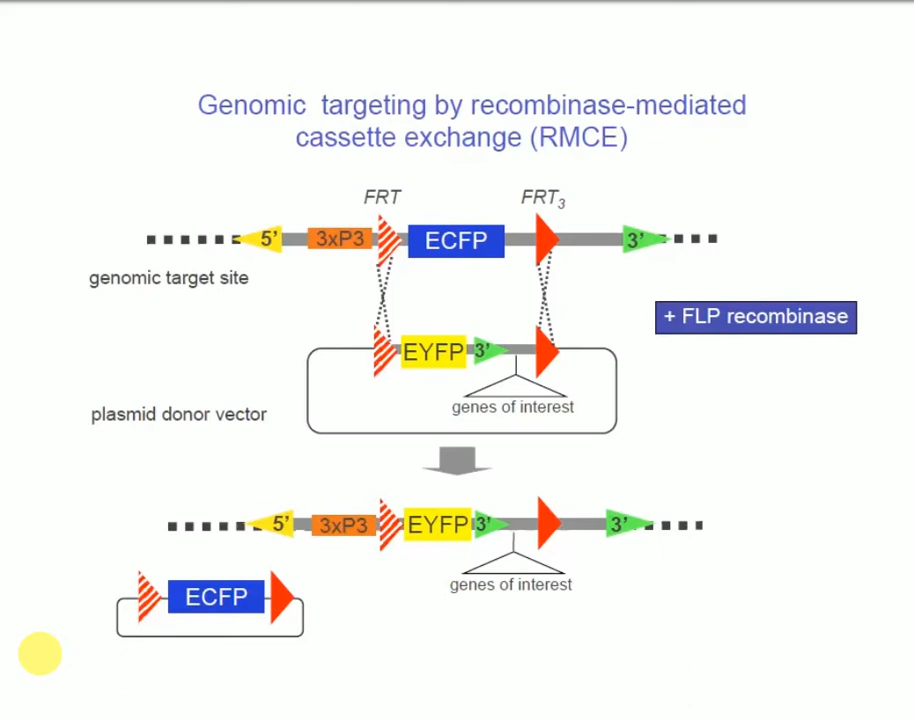 Genomic targeting by recombinase-mediated
cassette exchange (RMCE)
FRT FRT3
5' 3xP3 ECFP 3'
genomic target site
+ FLP recombinase
EYFP 3'
genes of interest
plasmid donor vector
5' 3xP3 EYFP 3' 3'
genes of interest
ECFP